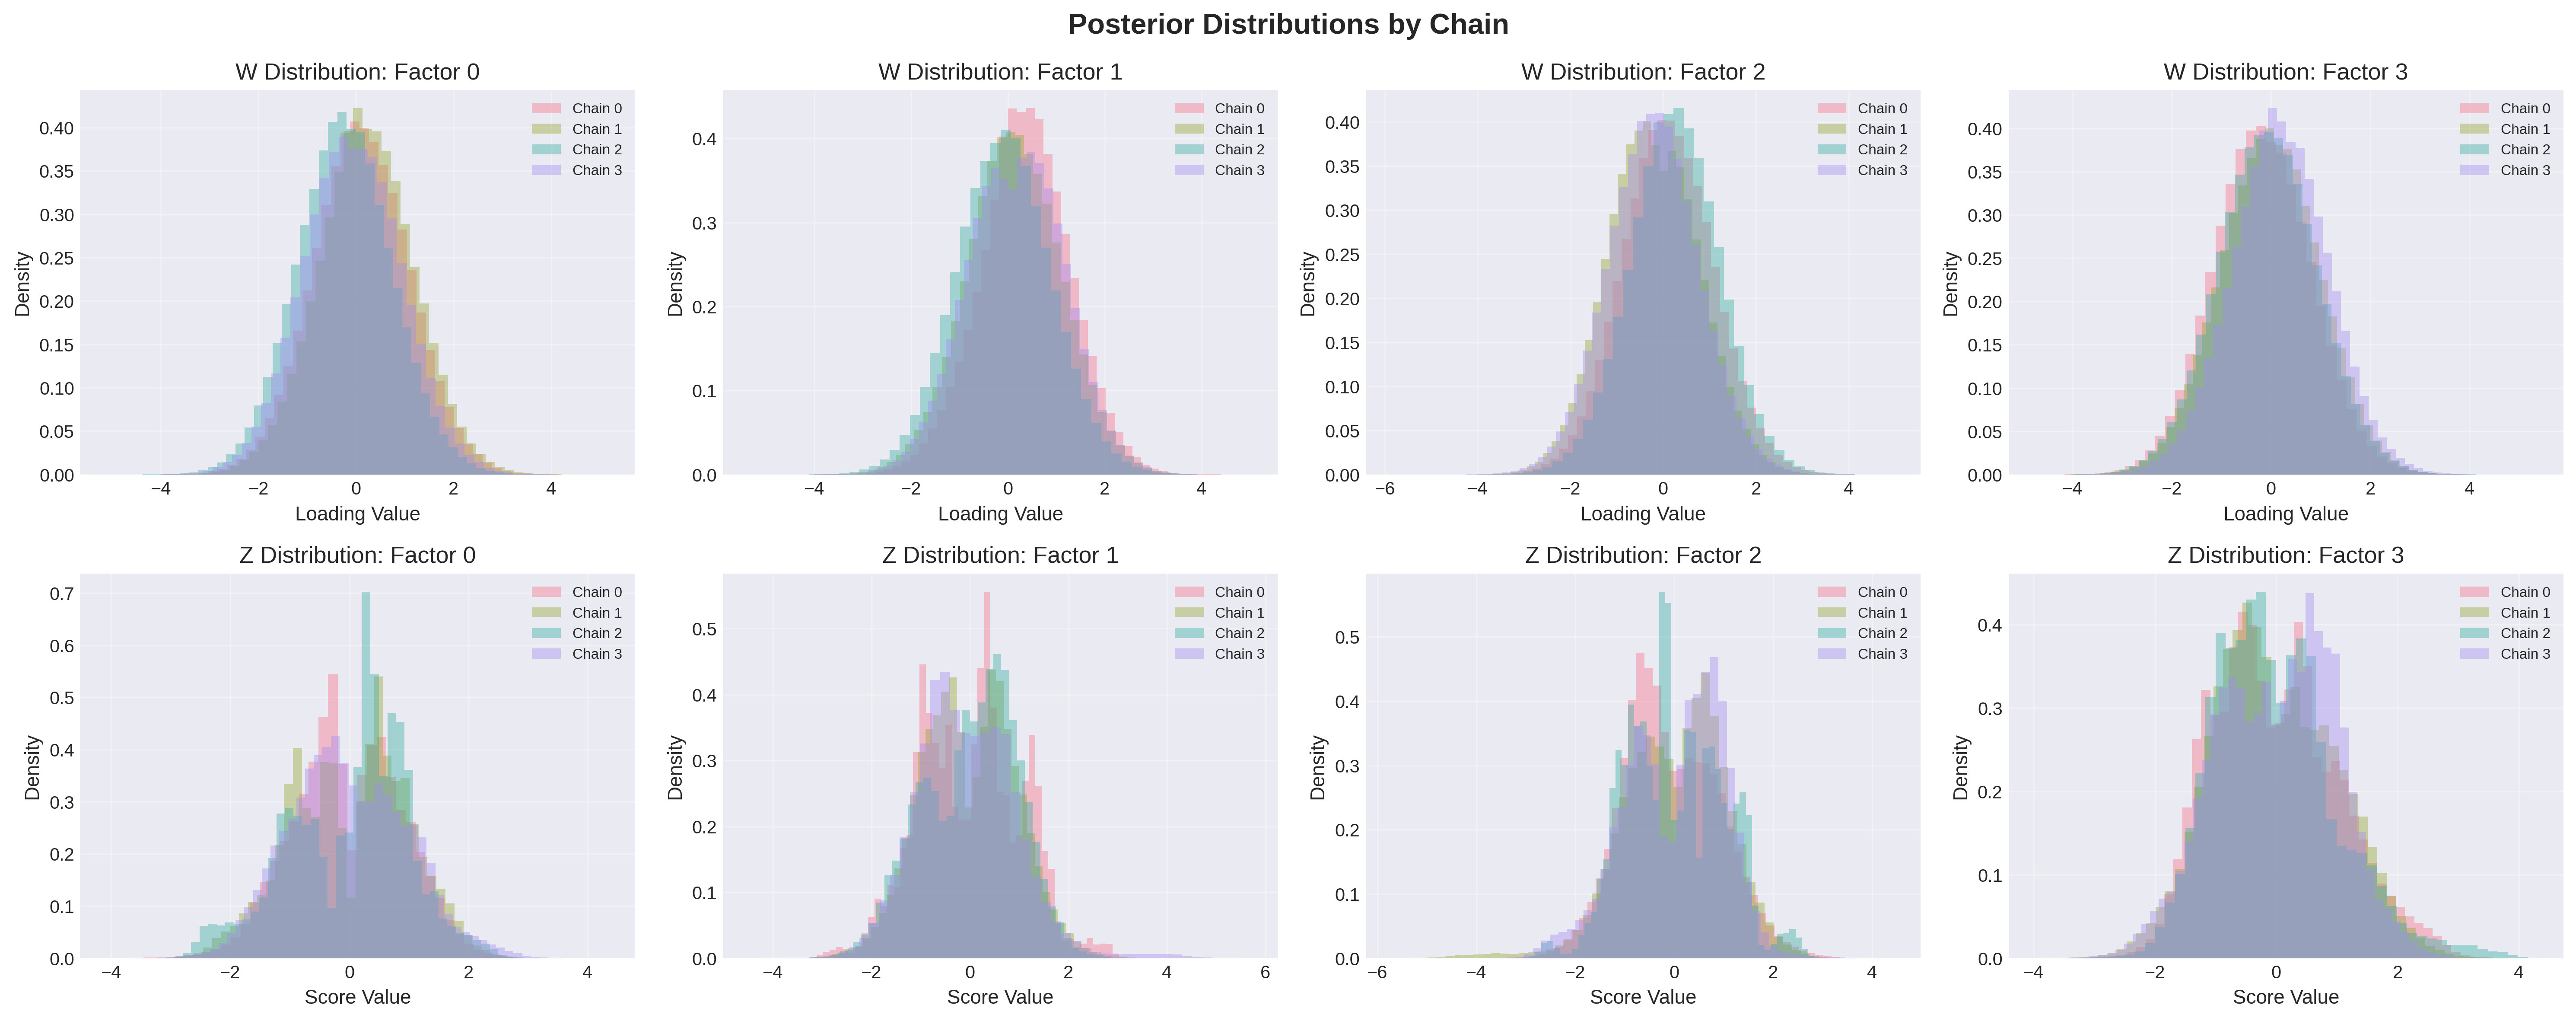 Posterior Distributions by Chain
W Distribution: Factor 0
Chain 0
Chain 1
Chain 2
Chain 3
Density
0.40
0.35
0.30
0.25
0.20
0.15
0.10
0.05
0.00
−4 −2 0 2 4
Loading Value
W Distribution: Factor 1
Chain 0
Chain 1
Chain 2
Chain 3
Density
0.4
0.3
0.2
0.1
0.0
−4 −2 0 2 4
Loading Value
W Distribution: Factor 2
Chain 0
Chain 1
Chain 2
Chain 3
Density
0.40
0.35
0.30
0.25
0.20
0.15
0.10
0.05
0.00
−6 −4 −2 0 2 4
Loading Value
W Distribution: Factor 3
Chain 0
Chain 1
Chain 2
Chain 3
Density
0.40
0.35
0.30
0.25
0.20
0.15
0.10
0.05
0.00
−4 −2 0 2 4
Loading Value
Z Distribution: Factor 0
Chain 0
Chain 1
Chain 2
Chain 3
Density
0.7
0.6
0.5
0.4
0.3
0.2
0.1
0.0
−4 −2 0 2 4
Score Value
Z Distribution: Factor 1
Chain 0
Chain 1
Chain 2
Chain 3
Density
0.5
0.4
0.3
0.2
0.1
0.0
−4 −2 0 2 4 6
Score Value
Z Distribution: Factor 2
Chain 0
Chain 1
Chain 2
Chain 3
Density
0.5
0.4
0.3
0.2
0.1
0.0
−6 −4 −2 0 2 4
Score Value
Z Distribution: Factor 3
Chain 0
Chain 1
Chain 2
Chain 3
Density
0.4
0.3
0.2
0.1
0.0
−4 −2 0 2 4
Score Value